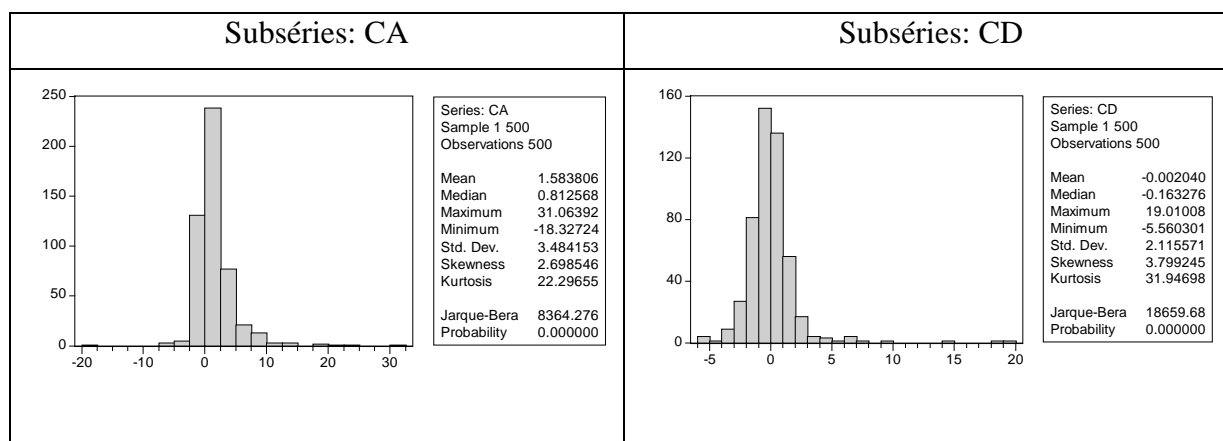 Subséries: CA
Subséries: CD
250
200
150
100
50
0
-20
-10
0
10
20
30
Series: CA
Sample 1 500
Observations 500
Mean 1.583806
Median 0.812568
Maximum 31.06392
Minimum -18.32724
Std. Dev. 3.484153
Skewness 2.698546
Kurtosis 22.29655
Jarque-Bera 8364.276
Probability 0.000000
160
120
80
40
0
-5
0
5
10
15
20
Series: CD
Sample 1 500
Observations 500
Mean -0.002040
Median -0.163276
Maximum 19.01008
Minimum -5.560301
Std. Dev. 2.115571
Skewness 3.799245
Kurtosis 31.94698
Jarque-Bera 18659.68
Probability 0.000000